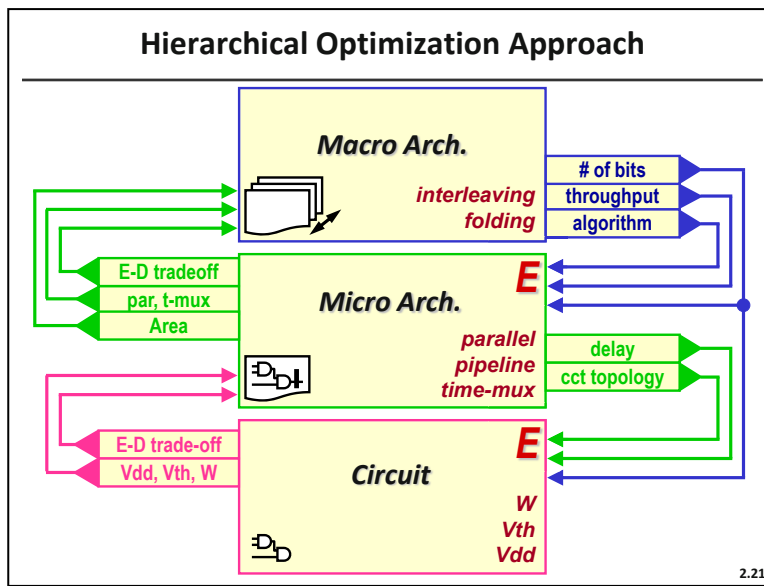 Hierarchical Optimization Approach
Macro Arch.
interleaving
folding
# of bits
throughput
algorithm
E-D tradeoff
par, t-mux
Area
Micro Arch.
E
parallel
pipeline
time-mux
delay
cct topology
E-D trade-off
Vdd, Vth, W
Circuit
E
W
Vth
Vdd
2.21